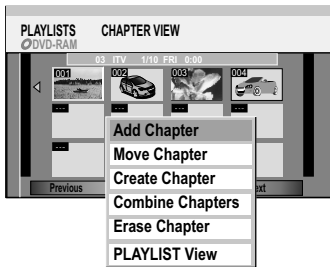 PLAYLISTS CHAPTER VIEW
DVD-RAM
03 ITV 1/10 FRI 0:00
001 002 003 004
--- --- --- ---
---
Add Chapter
Move Chapter
Create Chapter
Combine Chapters
Erase Chapter
PLAYLIST View
Previous